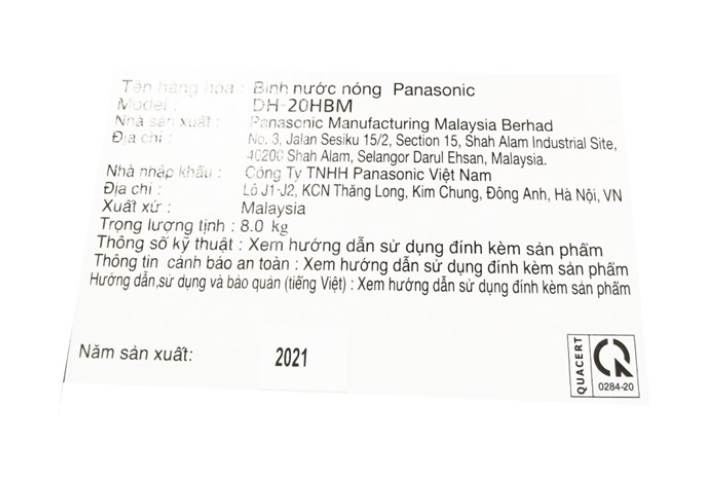 Tên hàng hóa : Bình nước nóng Panasonic
Model : DH-20HBM
Nhà sản xuất : Panasonic Manufacturing Malaysia Berhad
Địa chỉ : No. 3, Jalan Sesiku 15/2, Section 15, Shah Alam Industrial Site,
40200 Shah Alam, Selangor Darul Ehsan, Malaysia.
Nhà nhập khẩu : Công Ty TNHH Panasonic Việt Nam
Địa chỉ : Lô J1-J2, KCN Thăng Long, Kim Chung, Đông Anh, Hà Nội, VN
Xuất xứ : Malaysia
Trọng lượng tịnh : 8.0 kg
Thông số kỹ thuật : Xem hướng dẫn sử dụng đính kèm sản phẩm
Thông tin cánh báo an toàn : Xem hướng dẫn sử dụng đính kèm sản phẩm
Hướng dẫn,sử dụng và bảo quán (tiếng Việt) : Xem hướng dẫn sử dụng đính kèm sản phẩm
Năm sản xuất: 2021
QUACERT
0284-20